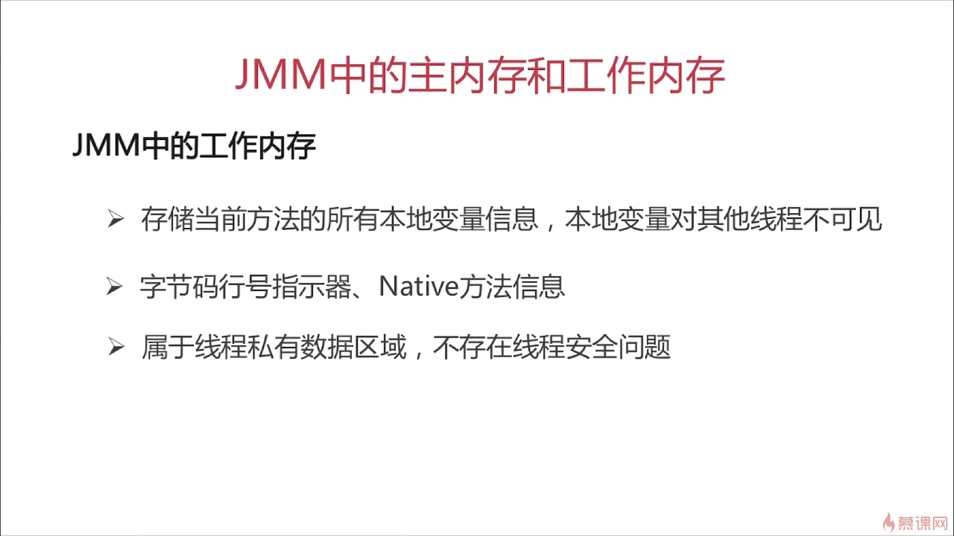 JMM中的主内存和工作内存
JMM中的工作内存
➢ 存储当前方法的所有本地变量信息，本地变量对其他线程不可见
➢ 字节码行号指示器、Native方法信息
➢ 属于线程私有数据区域，不存在线程安全问题
慕课网